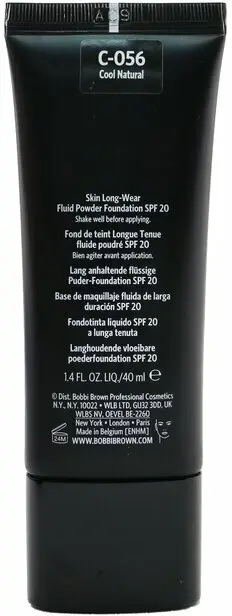 C-056
Cool Natural
Skin Long-Wear
Fluid Powder Foundation SPF 20
Shake well before applying.
Fond de teint Longue Tenue
fluide poudré SPF 20
Bien agiter avant application.
Lang anhaltende flüssige
Puder-Foundation SPF 20
Base de maquillaje fluida de larga
duración SPF 20
Fondotinta liquido SPF 20
a lunga tenuta
Langhoudende vloeibare
poederfoundation SPF 20
1.4 FL. OZ. LIQ./40 ml ℮
© Dist. Bobbi Brown Professional Cosmetics
N.Y., N.Y. 10022 • WLB LTD, GU32 3DD, UK
WLBS NV, OEVEL BE-2260
New York • London • Paris
Made in Belgium [ENHM]
24M
WWW.BOBBIBROWN.COM